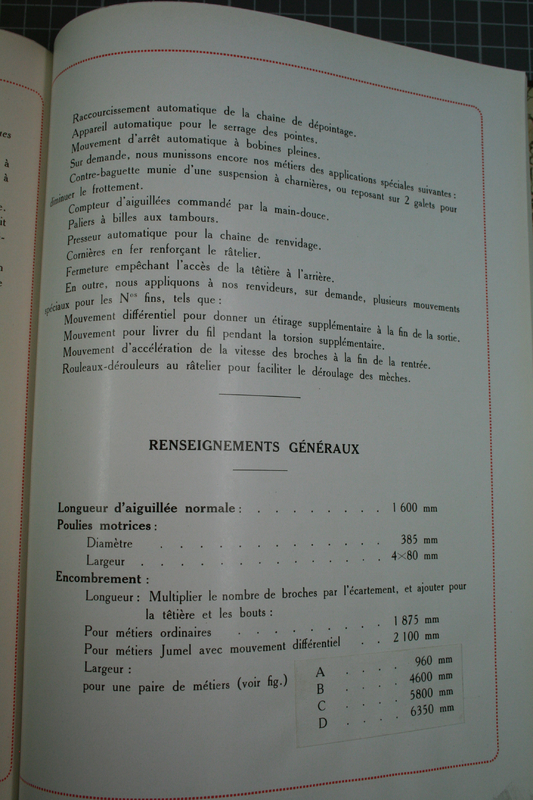 Raccourcissement automatique de la chaîne de dépointage.
Appareil automatique pour le serrage des pointes.
Mouvement d'arrêt automatique à bobines pleines.
Sur demande, nous munissons encore nos métiers des applications spéciales suivantes :
Contre-baguette munie d'une suspension à charnières, ou reposant sur 2 galets pour
diminuer le frottement.
Compteur d'aiguillées commandé par la main-douce.
Paliers à billes aux tambours.
Presseur automatique pour la chaîne de renvidage.
Cornières en fer renforçant le râtelier.
Fermeture empêchant l'accès de la têtière à l'arrière.
En outre, nous appliquons à nos renvideurs, sur demande, plusieurs mouvements
spéciaux pour les Nos fins, tels que :
Mouvement différentiel pour donner un étirage supplémentaire à la fin de la sortie.
Mouvement pour livrer du fil pendant la torsion supplémentaire.
Mouvement d'accélération de la vitesse des broches à la fin de la rentrée.
Rouleaux-dérouleurs au râtelier pour faciliter le déroulage des mèches.
RENSEIGNEMENTS GÉNÉRAUX
Longueur d'aiguillée normale : . . . . . . . . 1 600 mm
Poulies motrices :
Diamètre . . . . . . . . . . . . 385 mm
Largeur . . . . . . . . . . . . . 4×80 mm
Encombrement :
Longueur : Multiplier le nombre de broches par l'écartement, et ajouter pour
la têtière et les bouts :
Pour métiers ordinaires . . . . . . . . 1 875 mm
Pour métiers Jumel avec mouvement différentiel . . 2 100 mm
Largeur :
pour une paire de métiers (voir fig.)
A . . . . 960 mm
B . . . . 4600 mm
C . . . . 5800 mm
D . . . . 6350 mm